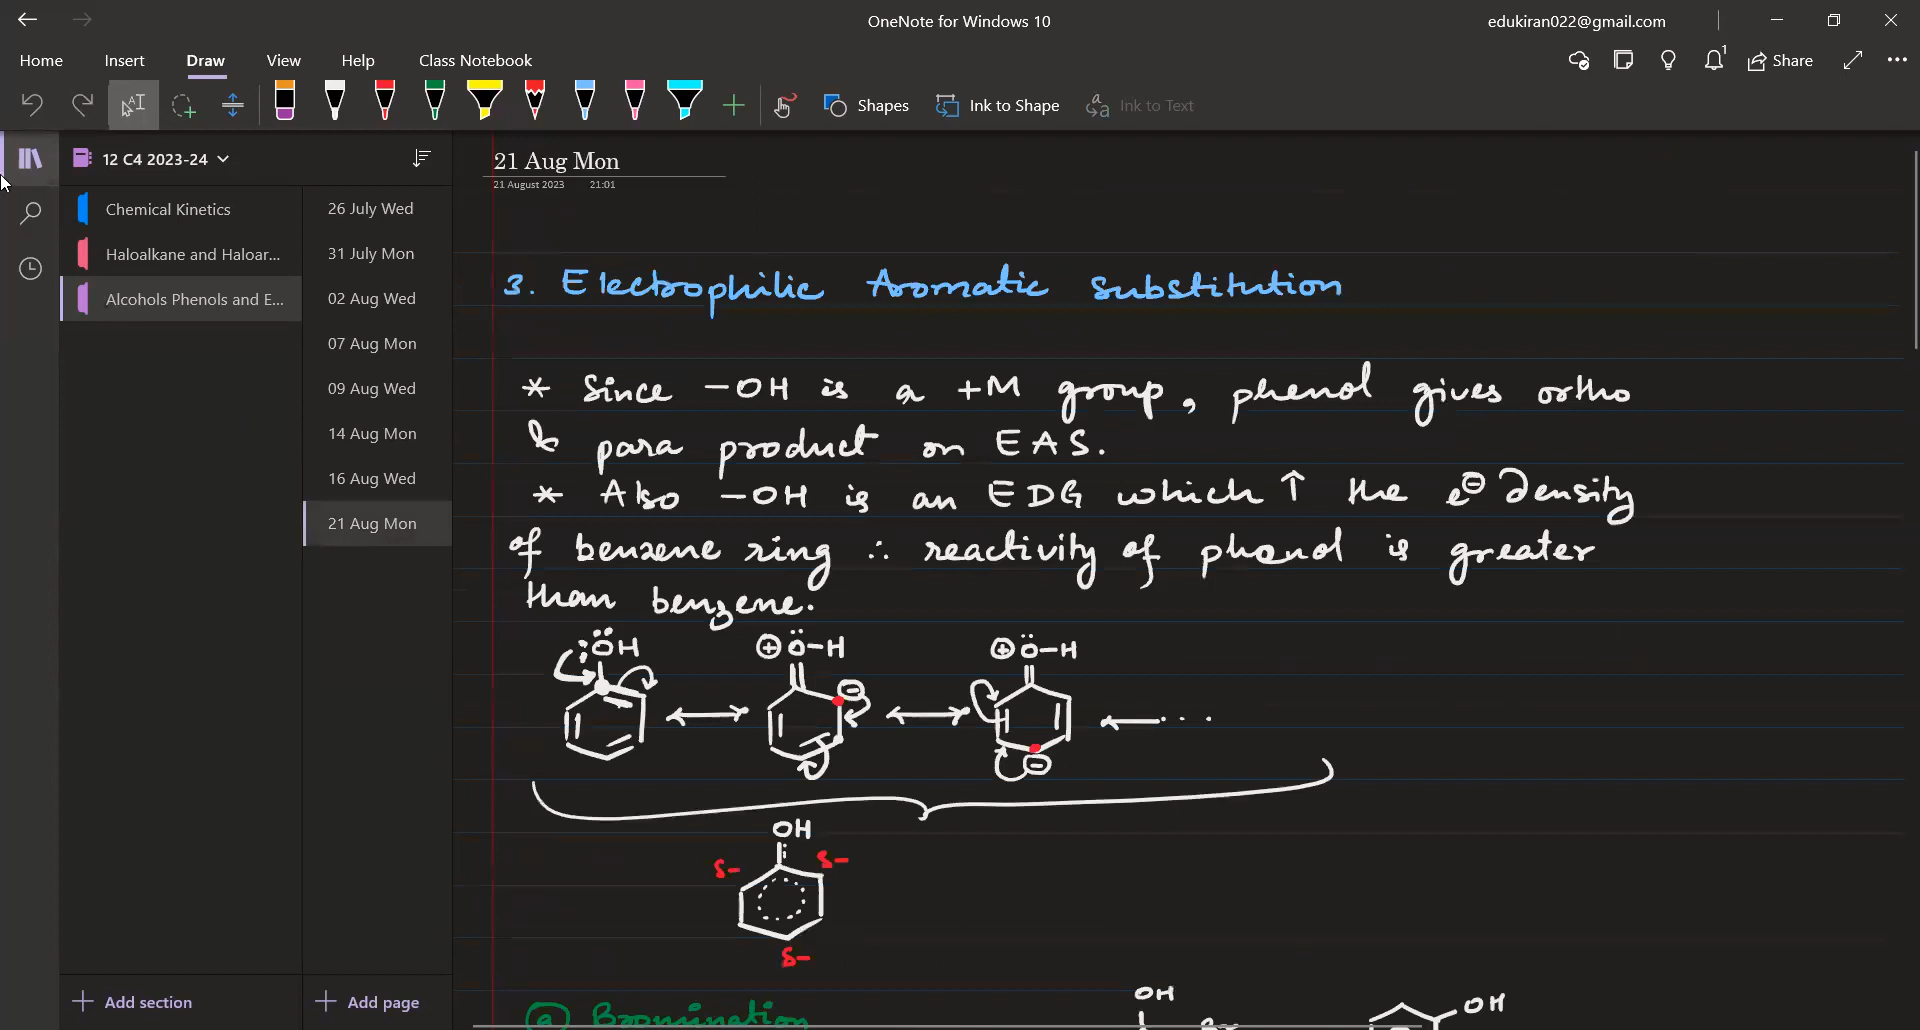 OneNote for Windows 10
edukiran022@gmail.com
Home Insert Draw View Help Class Notebook
1 Share
Shapes Ink to Shape Ink to Text
12 C4 2023-24
Chemical Kinetics
Haloalkane and Haloar...
Alcohols Phenols and E...
26 July Wed
31 July Mon
02 Aug Wed
07 Aug Mon
09 Aug Wed
14 Aug Mon
16 Aug Wed
21 Aug Mon
Add section
Add page
21 Aug Mon
21 August 2023 21:01
3. Electrophilic Aromatic Substitution
* Since -OH is a +M group, phenol gives ortho
& para product on EAS.
* Also -OH is an EDG which ↑ the e⊖ density
of benzene ring ∴ reactivity of phenol is greater
than benzene.
:ÖH ⊕ Ö-H ⊕ Ö-H
⊖
⊖
OH
δ- δ-
δ-
ⓐ Bromination
OH OH
Br